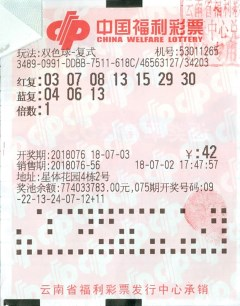 中国福利彩票
CHINA WELFARE LOTTERY
玩法:双色球-复式 机号:53011265
3489-0991-DDBB-7511-618C/46563127/34203
红复:03 07 08 13 15 29 30
蓝复:04 06 13
倍数:1
开奖期:2018076 18-07-03 ¥:42
销售期:2018076-56 18-07-02 17:47:57
地址:星体花园4栋2号
奖池余额:774033783.00元,075期开奖号码:09
-22-13-24-07-12+11
云南省福利彩票发行中心承销